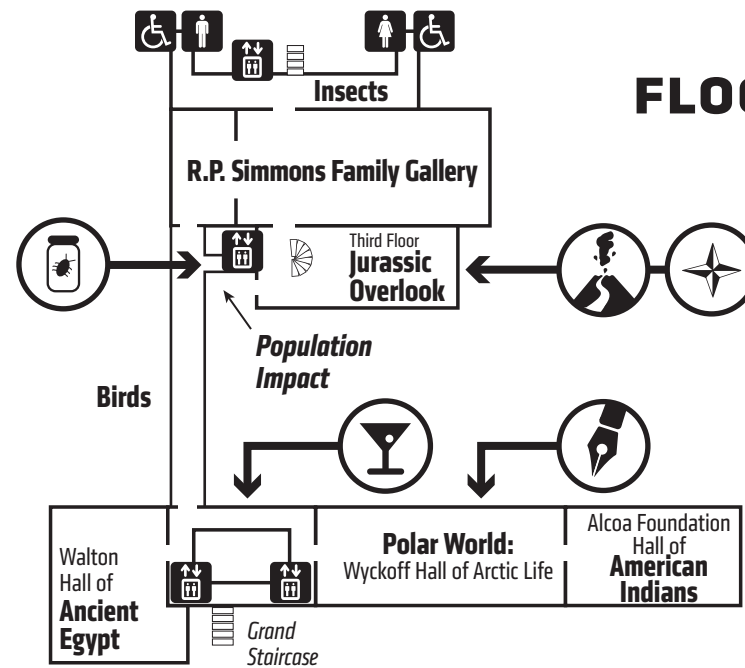 Insects
FLO
R.P. Simmons Family Gallery
Third Floor
Jurassic
Overlook
Population
Impact
Birds
Polar World:
Wyckoff Hall of Arctic Life
Alcoa Foundation
Hall of
American
Indians
Walton
Hall of
Ancient
Egypt
Grand
Staircase